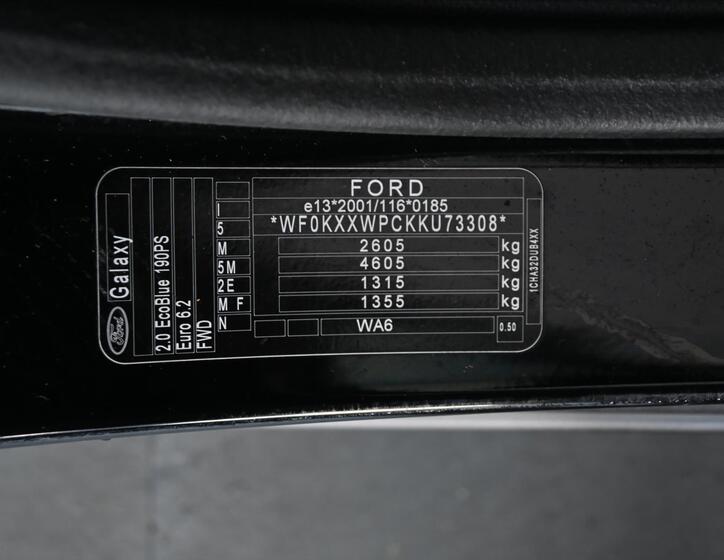 FORD
e13*2001/116*0185
*WF0KXXWPCKKU73308*
2605 kg
4605 kg
1315 kg
1355 kg
WA6
0.50
I
5
M
5M
2E
M F
N
Ford
Galaxy
2.0 EcoBlue 190PS
Euro 6.2
FWD
1CHA32DUB4XX